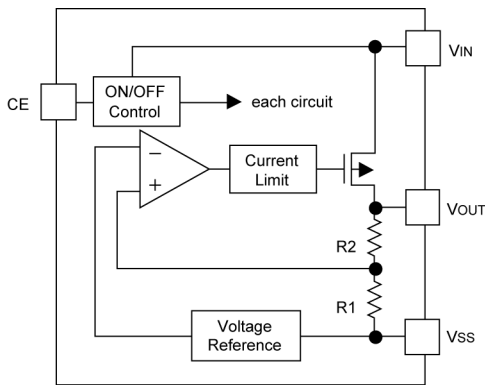 VIN
ON/OFF
Control
CE
each circuit
−
+
Current
Limit
VOUT
R2
R1
Voltage
Reference
VSS